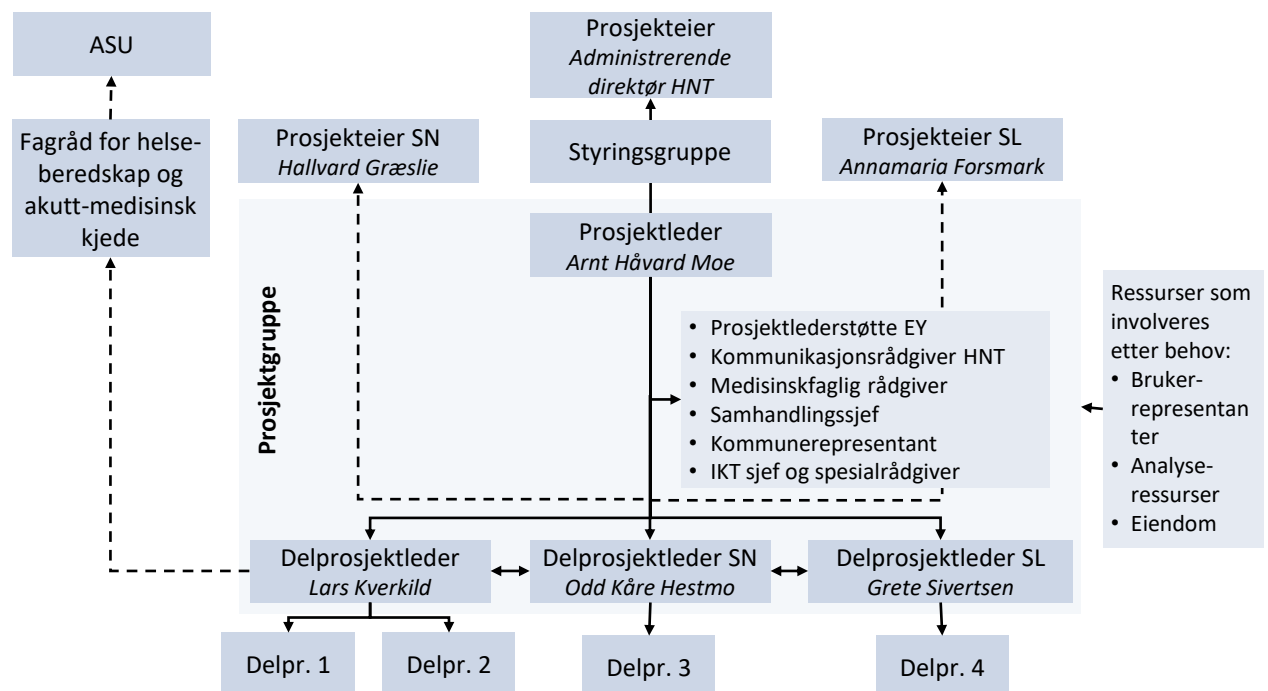 ASU
Prosjekteier
Administrerende
direktør HNT
Fagråd for helse-
beredskap og
akutt-medisinsk
kjede
Prosjekteier SN
Hallvard Græslie
Styringsgruppe
Prosjekteier SL
Annamaria Forsmark
Prosjektleder
Arnt Håvard Moe
Prosjektgruppe
• Prosjektlederstøtte EY
• Kommunikasjonsrådgiver HNT
• Medisinskfaglig rådgiver
• Samhandlingssjef
• Kommunerepresentant
• IKT sjef og spesialrådgiver
Ressurser som
involveres
etter behov:
• Bruker-
representan
ter
• Analyse-
ressurser
• Eiendom
Delprosjektleder
Lars Kverkild
Delprosjektleder SN
Odd Kåre Hestmo
Delprosjektleder SL
Grete Sivertsen
Delpr. 1
Delpr. 2
Delpr. 3
Delpr. 4